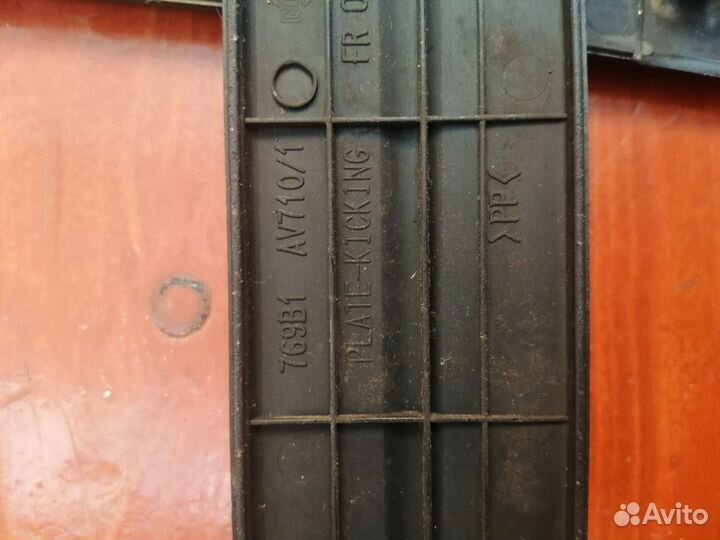 769B1 AV710/1
PLATE-KICKING FR
>PP<
Avito